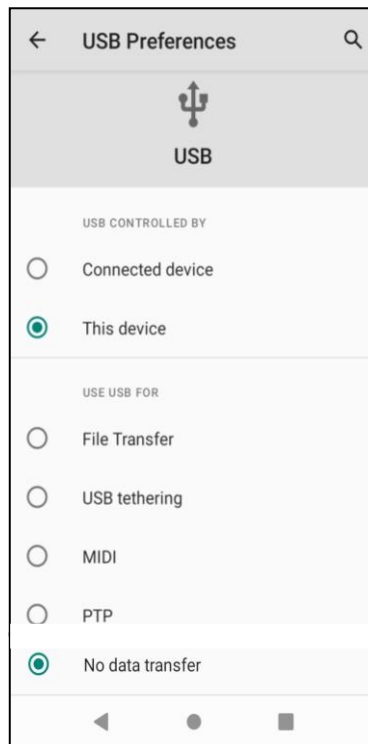 USB Preferences
USB
USB CONTROLLED BY
Connected device
This device
USE USB FOR
File Transfer
USB tethering
MIDI
PTP
No data transfer